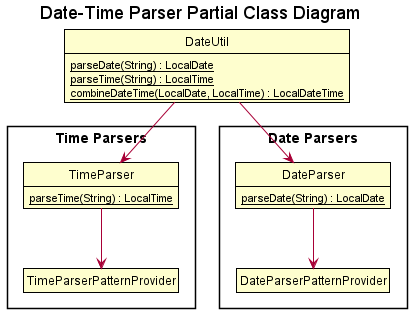 Date-Time Parser Partial Class Diagram
DateUtil
parseDate(String) : LocalDate
parseTime(String) : LocalTime
combineDateTime(LocalDate, LocalTime) : LocalDateTime
Time Parsers
TimeParser
parseTime(String) : LocalTime
TimeParserPatternProvider
Date Parsers
DateParser
parseDate(String) : LocalDate
DateParserPatternProvider